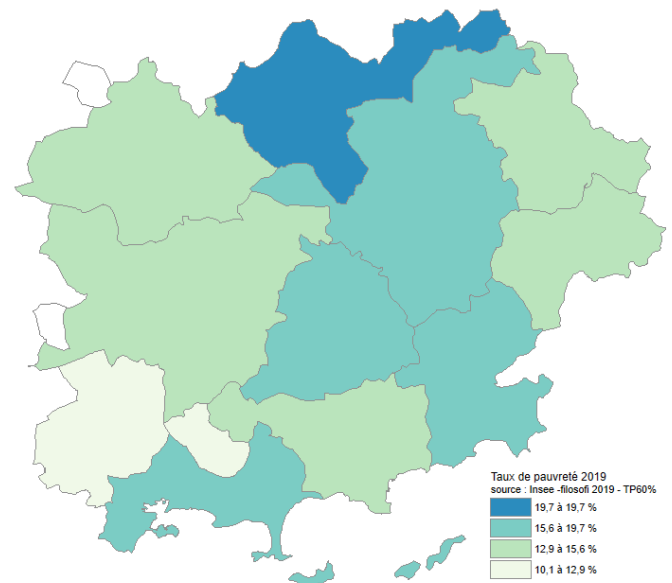 Taux de pauvreté 2019
source : Insee -filosofi 2019 - TP60%
19,7 à 19,7 %
15,6 à 19,7 %
12,9 à 15,6 %
10,1 à 12,9 %